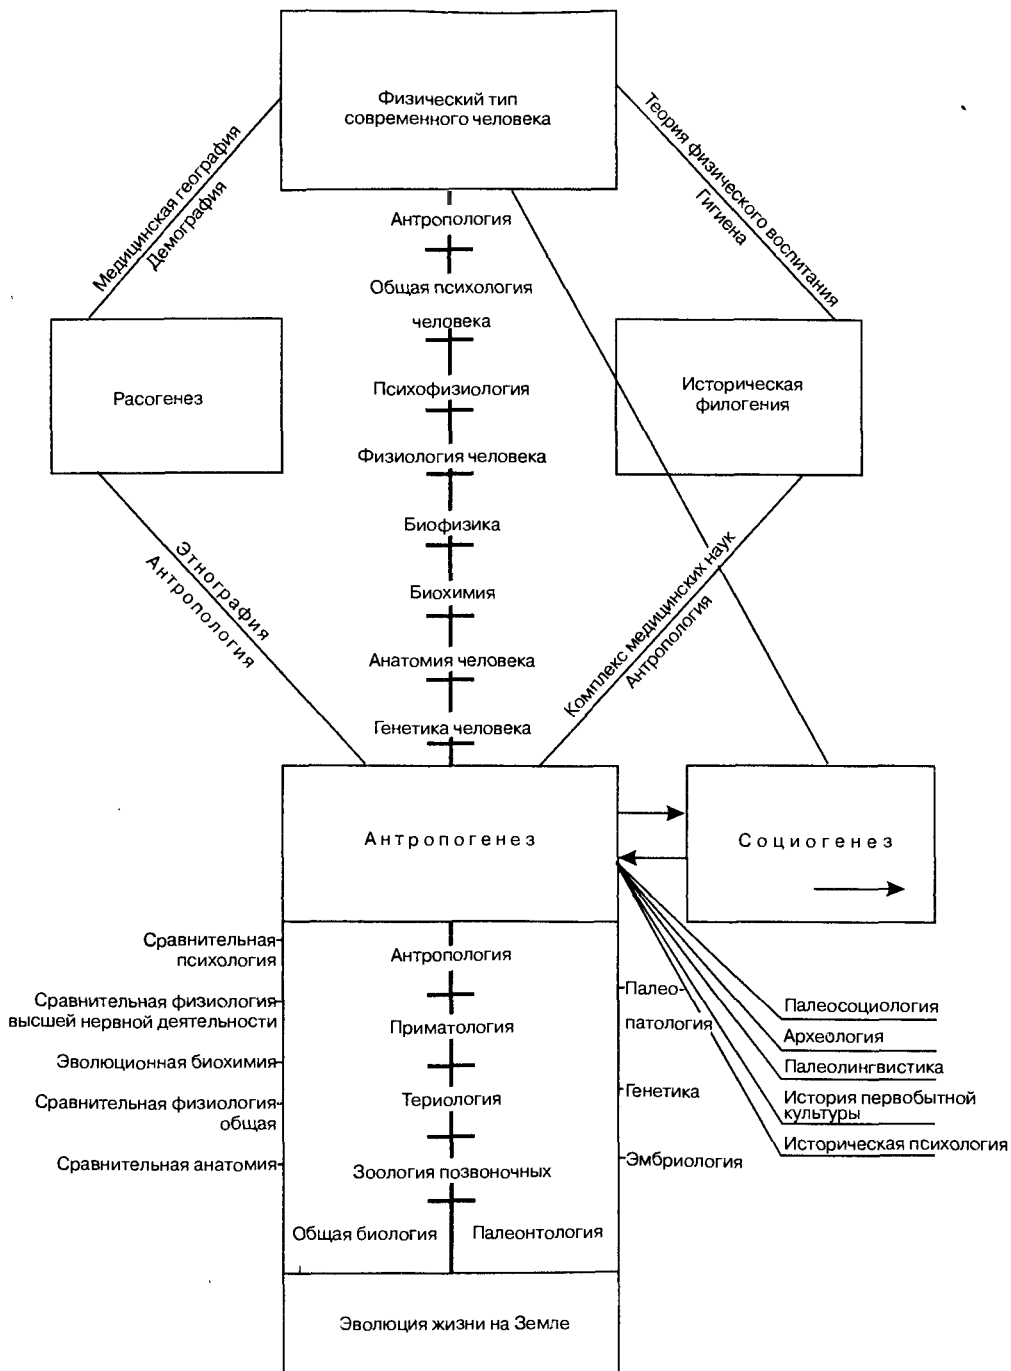 Физический тип
современного человека
Медицинская география
Демография
Теория физического воспитания
Гигиена
Антропология
Общая психология
человека
Психофизиология
Физиология человека
Биофизика
Биохимия
Анатомия человека
Генетика человека
Расогенез
Историческая
филогения
Этнография
Антропология
Комплекс медицинских наук
Антропология
Антропогенез
Социогенез
Сравнительная
психология
Сравнительная физиология
высшей нервной деятельности
Эволюционная биохимия
Сравнительная физиология
общая
Сравнительная анатомия
Антропология
Приматология
Териология
Зоология позвоночных
Общая биология
Палеонтология
Палео-
патология
Генетика
Эмбриология
Палеосоциология
Археология
Палеолингвистика
История первобытной
культуры
Историческая психология
Эволюция жизни на Земле